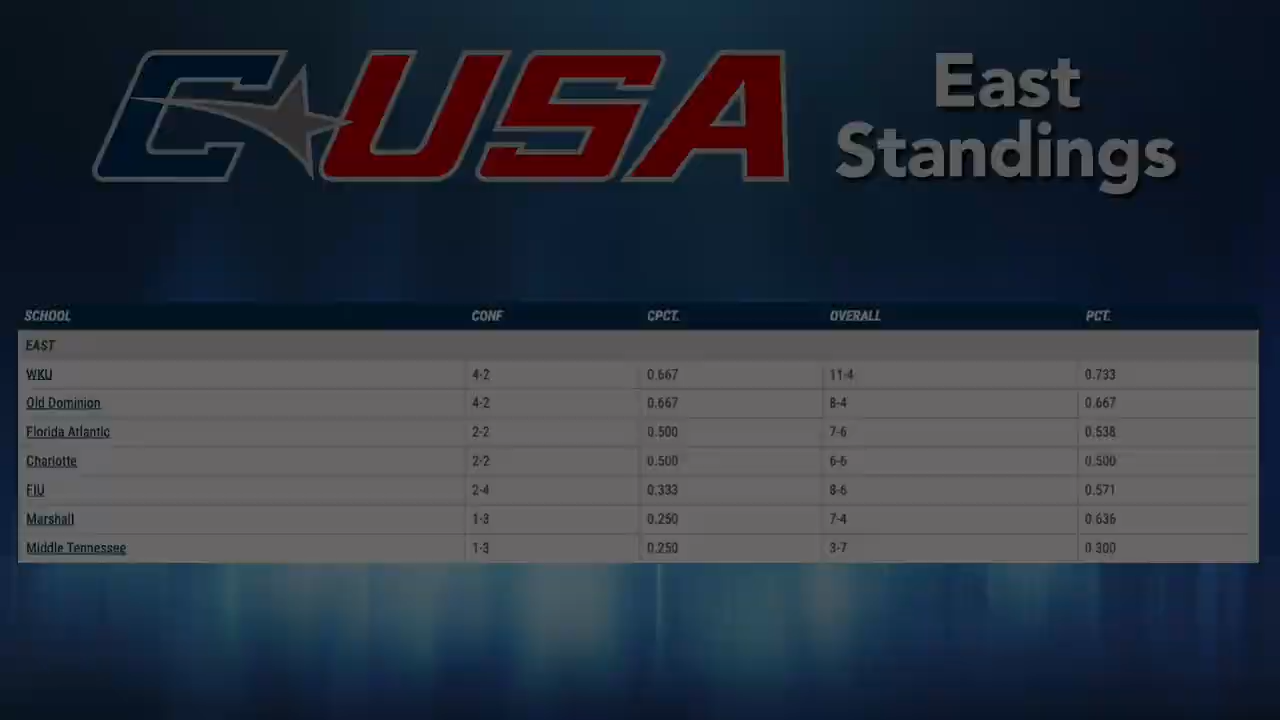 C USA
East
Standings
SCHOOL CONF CPCT. OVERALL PCT.
EAST
WKU 4-2 0.667 11-4 0.733
Old Dominion 4-2 0.667 8-4 0.667
Florida Atlantic 2-2 0.500 7-6 0.538
Charlotte 2-2 0.500 6-6 0.500
FIU 2-4 0.333 8-6 0.571
Marshall 1-3 0.250 7-4 0.636
Middle Tennessee 1-3 0.250 3-7 0.300